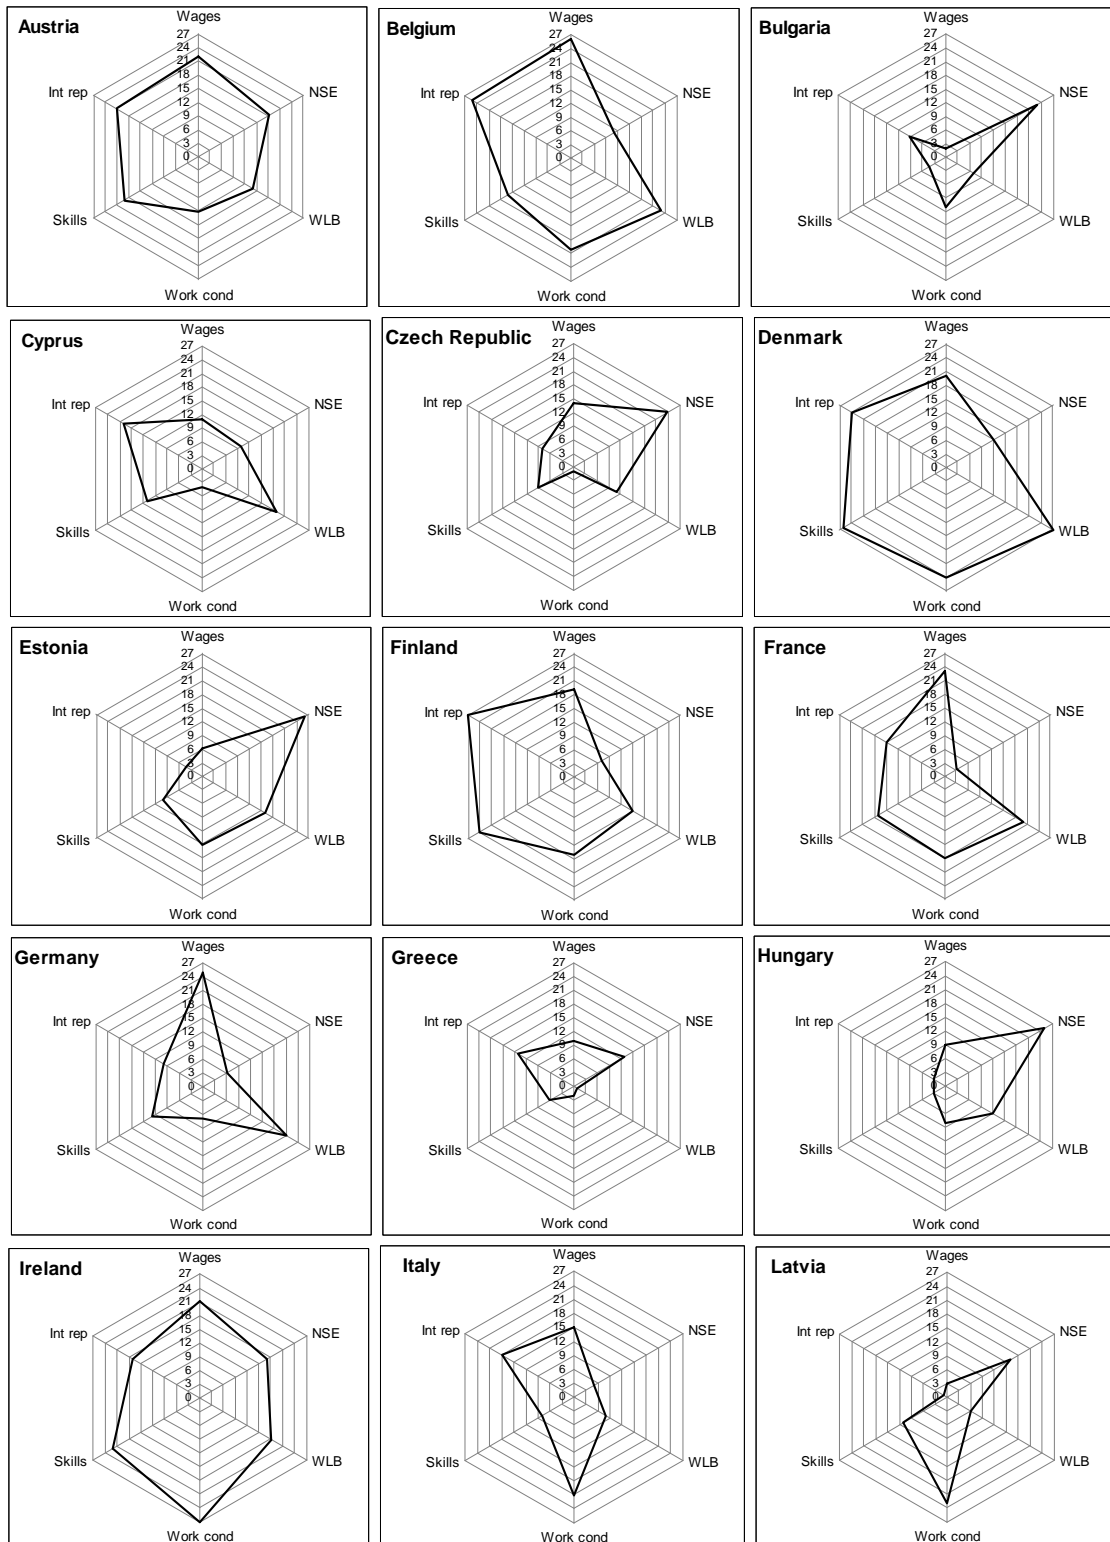 Austria
Wages
27
24
21
18
15
12
9
6
3
0
Int rep
NSE
Skills
WLB
Work cond
Belgium
Wages
27
24
21
18
15
12
9
6
3
0
Int rep
NSE
Skills
WLB
Work cond
Bulgaria
Wages
27
24
21
18
15
12
9
6
3
0
Int rep
NSE
Skills
WLB
Work cond
Cyprus
Wages
27
24
21
18
15
12
9
6
3
0
Int rep
NSE
Skills
WLB
Work cond
Czech Republic
Wages
27
24
21
18
15
12
9
6
3
0
Int rep
NSE
Skills
WLB
Work cond
Denmark
Wages
27
24
21
18
15
12
9
6
3
0
Int rep
NSE
Skills
WLB
Work cond
Estonia
Wages
27
24
21
18
15
12
9
6
3
0
Int rep
NSE
Skills
WLB
Work cond
Finland
Wages
27
24
21
18
15
12
9
6
3
0
Int rep
NSE
Skills
WLB
Work cond
France
Wages
27
24
21
18
15
12
9
6
3
0
Int rep
NSE
Skills
WLB
Work cond
Germany
Wages
27
24
21
18
15
12
9
6
3
0
Int rep
NSE
Skills
WLB
Work cond
Greece
Wages
27
24
21
18
15
12
9
6
3
0
Int rep
NSE
Skills
WLB
Work cond
Hungary
Wages
27
24
21
18
15
12
9
6
3
0
Int rep
NSE
Skills
WLB
Work cond
Ireland
Wages
27
24
21
18
15
12
9
6
3
0
Int rep
NSE
Skills
WLB
Work cond
Italy
Wages
27
24
21
18
15
12
9
6
3
0
Int rep
NSE
Skills
WLB
Work cond
Latvia
Wages
27
24
21
18
15
12
9
6
3
0
Int rep
NSE
Skills
WLB
Work cond